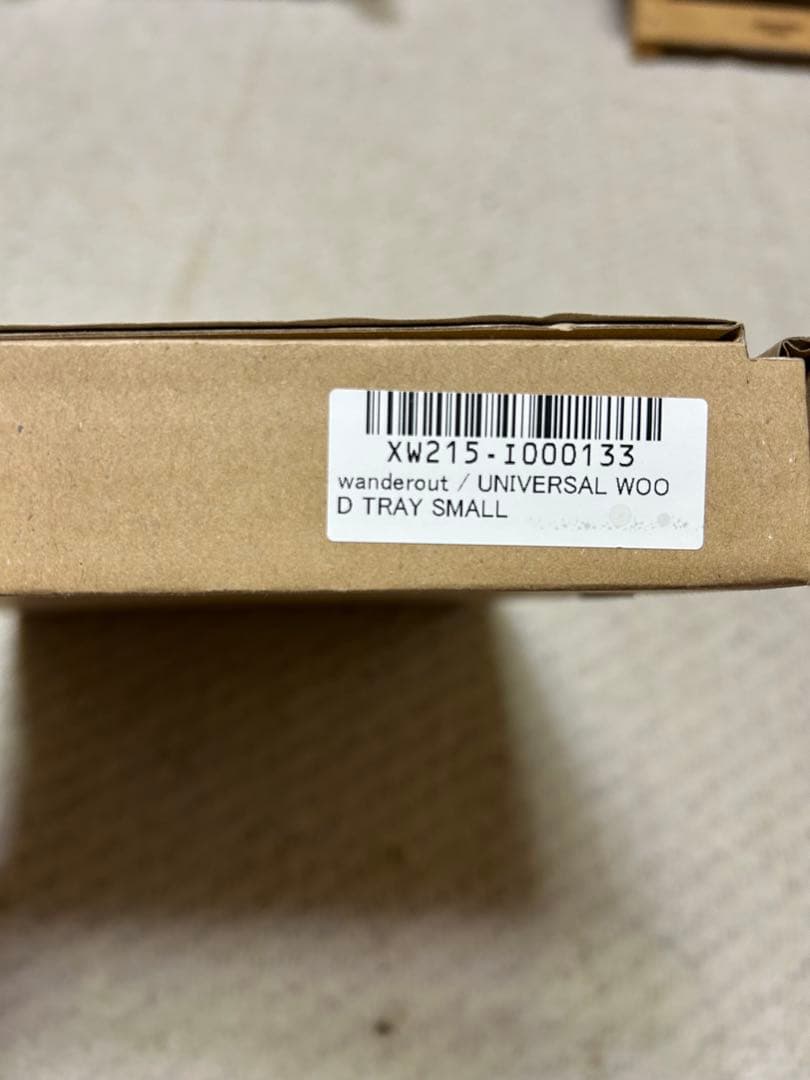 XW215-I000133
wanderout / UNIVERSAL WOO
D TRAY SMALL